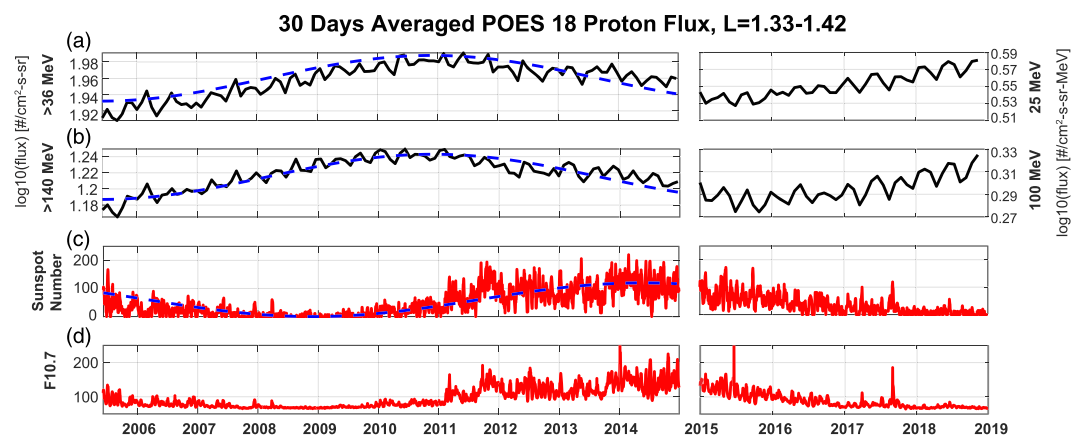 30 Days Averaged POES 18 Proton Flux, L=1.33-1.42
(a)
>36 MeV
1.98
1.96
1.94
1.92
0.59
0.57
0.55
0.53
0.51
25 MeV
log10(flux) [#/cm²-s-sr]
(b)
>140 MeV
1.24
1.22
1.2
1.18
0.33
0.31
0.29
0.27
100 MeV
log10(flux) [#/cm²-s-sr-MeV]
(c)
Sunspot
Number
200
100
0
(d)
F10.7
200
100
2006 2007 2008 2009 2010 2011 2012 2013 2014 2015 2016 2017 2018 2019